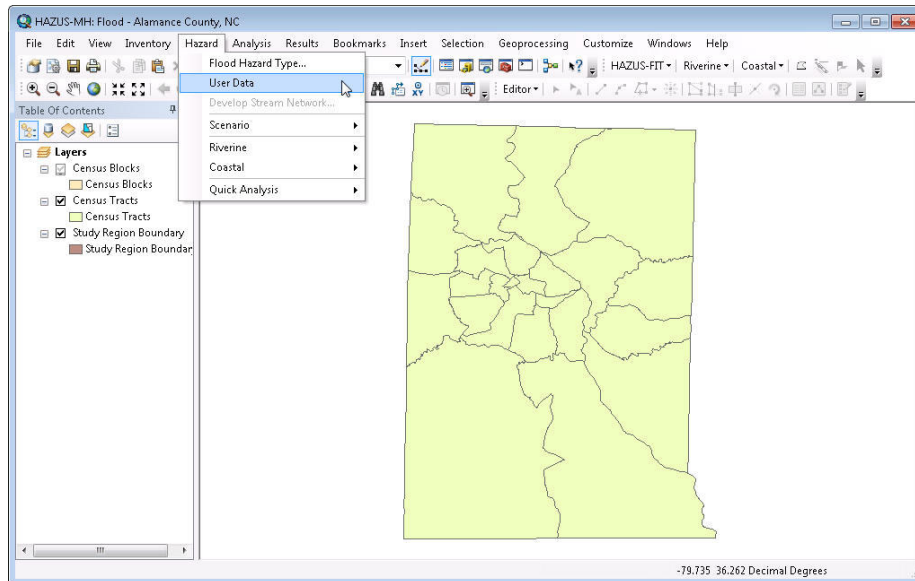 HAZUS-MH: Flood - Alamance County, NC
File Edit View Inventory Hazard Analysis Results Bookmarks Insert Selection Geoprocessing Customize Windows Help
HAZUS-FIT Riverine Coastal
Editor
Flood Hazard Type...
User Data
Develop Stream Network...
Scenario
Riverine
Coastal
Quick Analysis
Table Of Contents
Layers
Census Blocks
Census Blocks
Census Tracts
Census Tracts
Study Region Boundary
Study Region Boundar
-79.735 36.262 Decimal Degrees